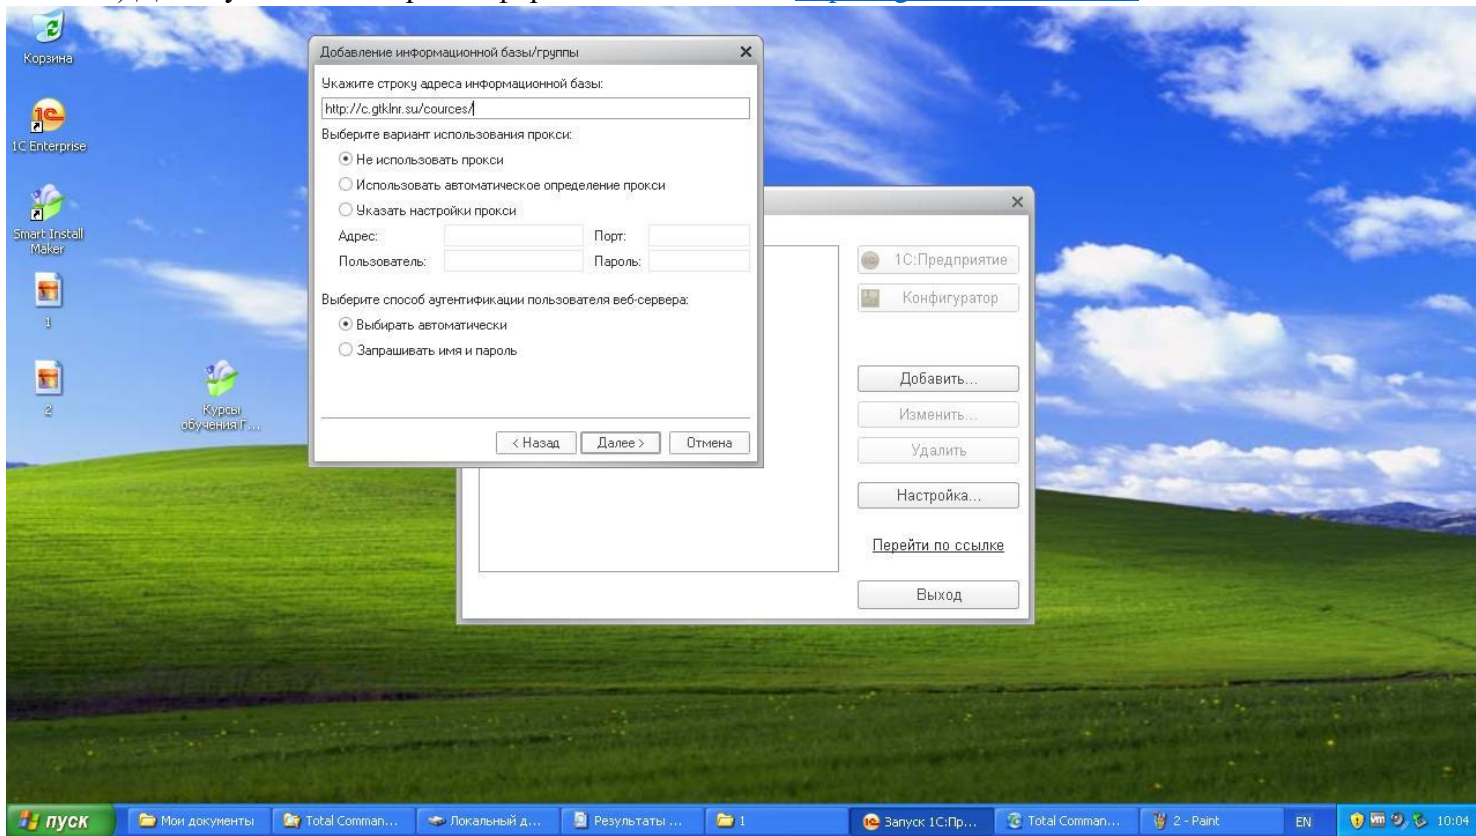 Корзина
1C Enterprise
Smart Install
Maker
1
2
Курсы
обучения Г...
Добавление информационной базы/группы
Укажите строку адреса информационной базы:
http://c.gtklnr.su/cources/
Выберите вариант использования прокси:
Не использовать прокси
Использовать автоматическое определение прокси
Указать настройки прокси
Адрес:
Порт:
Пользователь:
Пароль:
Выберите способ аутентификации пользователя веб-сервера:
Выбирать автоматически
Запрашивать имя и пароль
< Назад
Далее >
Отмена
1С:Предприятие
Конфигуратор
Добавить...
Изменить...
Удалить
Настройка...
Перейти по ссылке
Выход
пуск
Мои документы
Total Comman...
Локальный д...
Результаты ...
1
Запуск 1С:Пр...
Total Comman...
2 - Paint
EN
10:04